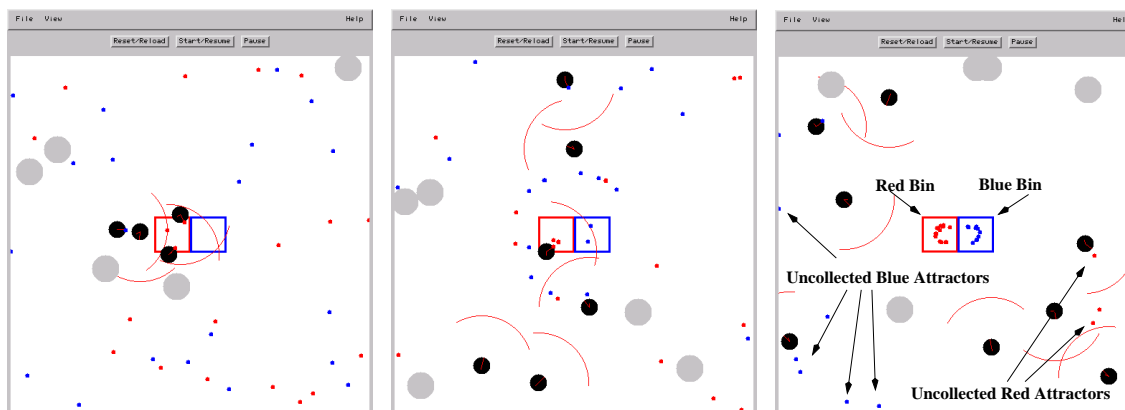 File View Help
Reset/Reload Start/Resume Pause
File View Help
Reset/Reload Start/Resume Pause
File View Hel
Reset/Reload Start/Resume Pause
Red Bin
Blue Bin
Uncollected Blue Attractors
Uncollected Red Attractors